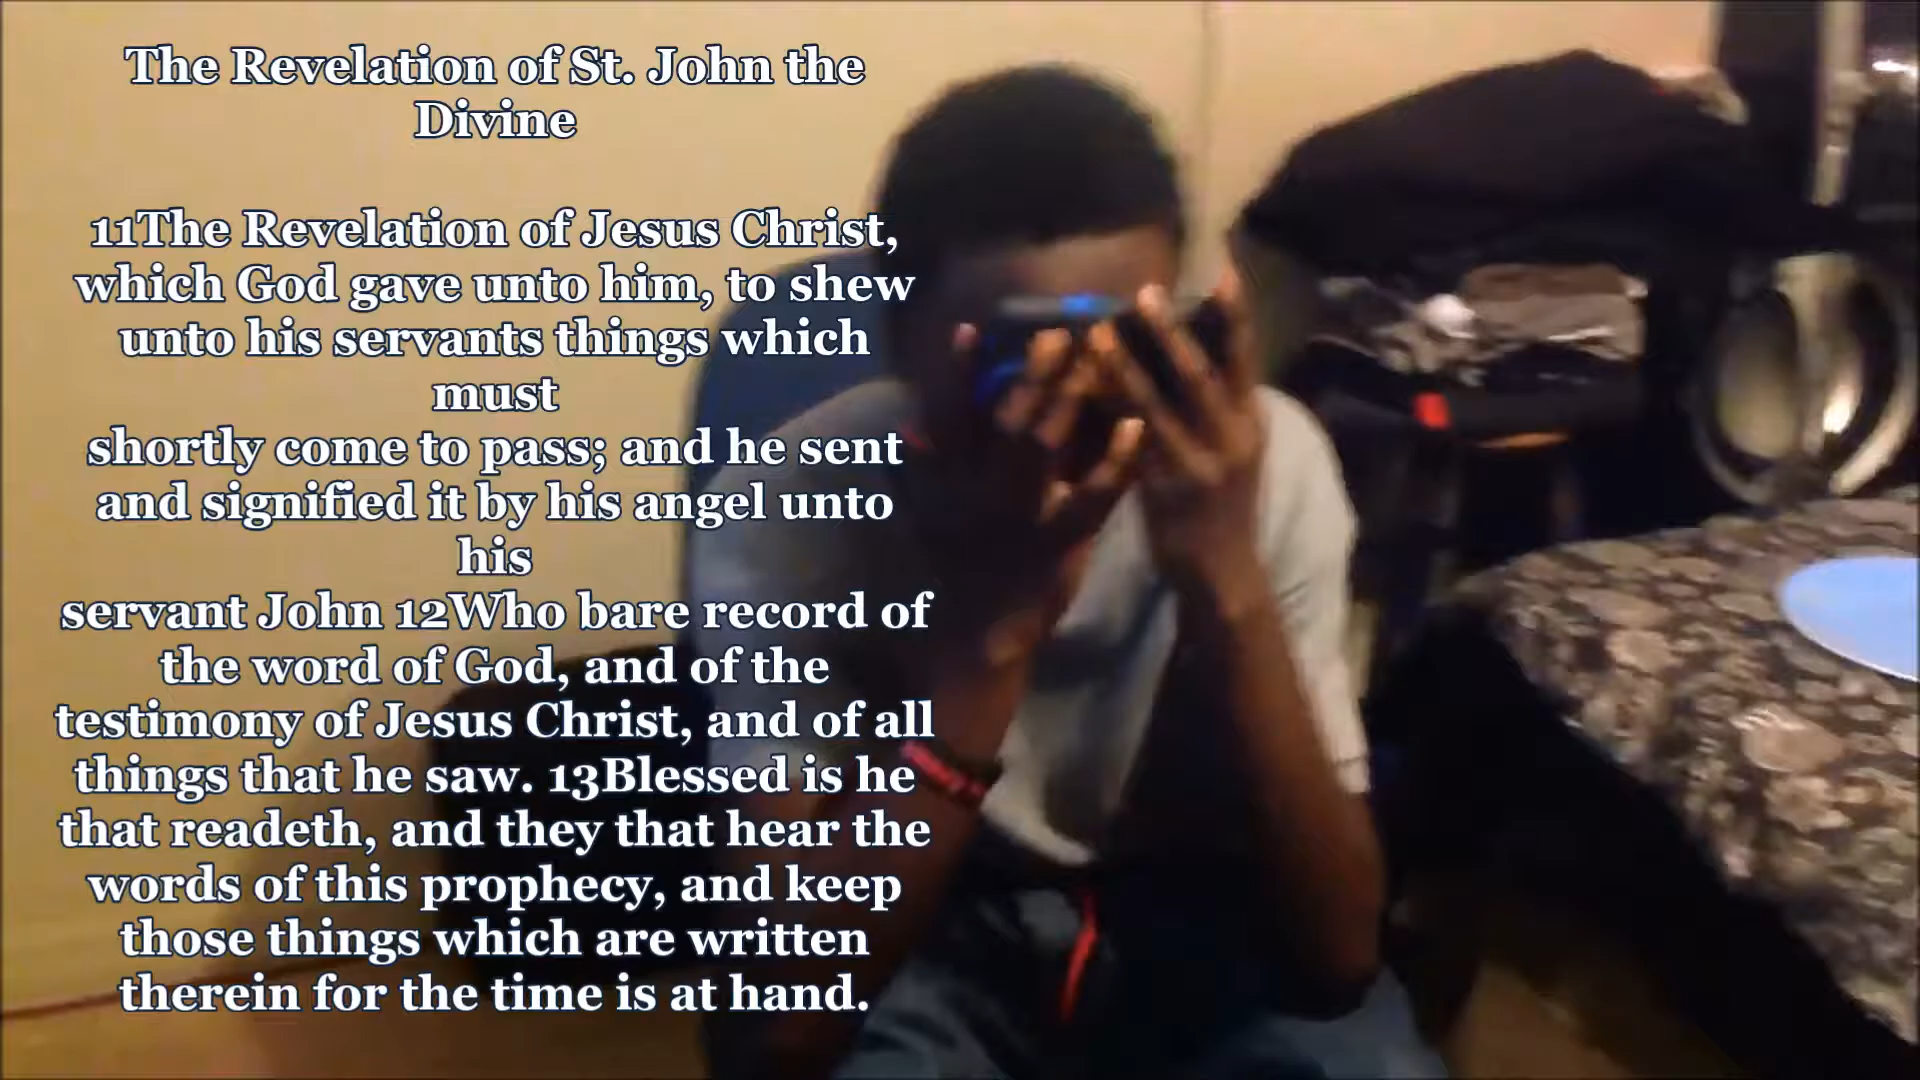 The Revelation of St. John the
Divine
11The Revelation of Jesus Christ,
which God gave unto him, to shew
unto his servants things which
must
shortly come to pass; and he sent
and signified it by his angel unto
his
servant John 12Who bare record of
the word of God, and of the
testimony of Jesus Christ, and of all
things that he saw. 13Blessed is he
that readeth, and they that hear the
words of this prophecy, and keep
those things which are written
therein for the time is at hand.